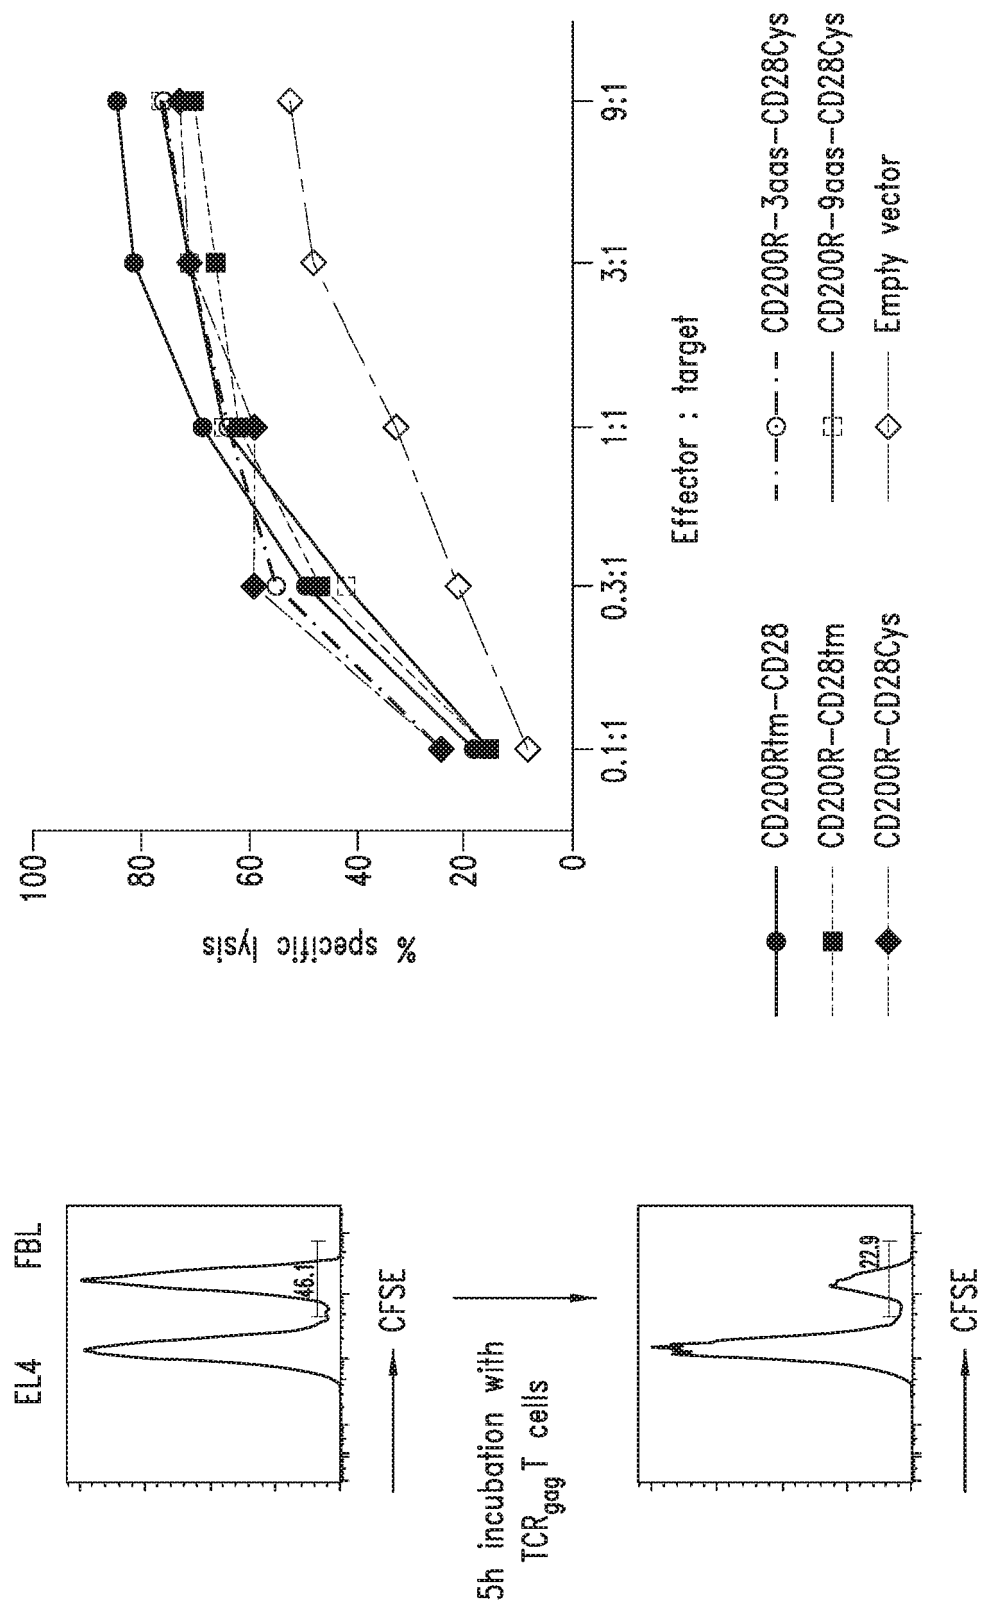 EL4 FBL
46.1
CFSE
5h incubation with
TCRgag T cells
22.9
CFSE
% specific lysis
100
80
60
40
20
0
0.1:1 0.3:1 1:1 3:1 9:1
Effector : target
CD200Rtm-CD28
CD200R-CD28tm
CD200R-CD28Cys
CD200R-3aas-CD28Cys
CD200R-9aas-CD28Cys
Empty vector